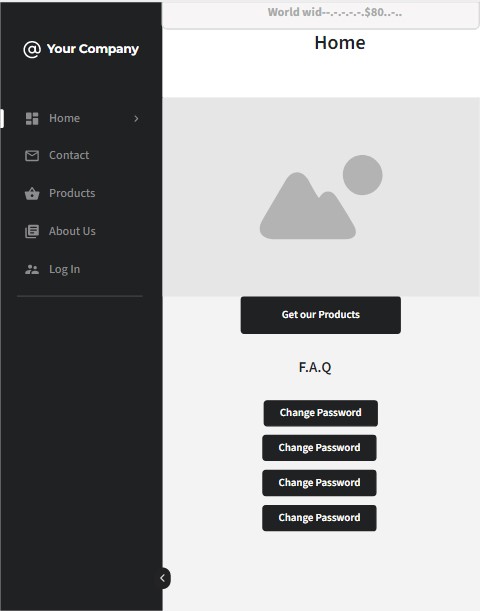 World wid--.-.-.-.-.$80..-..
Home
@ Your Company
Home
Contact
Products
About Us
Log In
Get our Products
F.A.Q
Change Password
Change Password
Change Password
Change Password